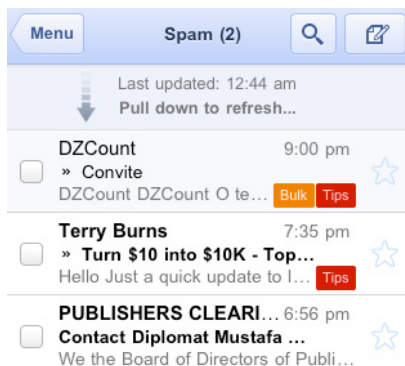 Menu Spam (2)
Last updated: 12:44 am
Pull down to refresh...
DZCount 9:00 pm
» Convite
DZCount DZCount O te... Bulk Tips
Terry Burns 7:35 pm
» Turn $10 into $10K - Top...
Hello Just a quick update to l... Tips
PUBLISHERS CLEARI... 6:56 pm
Contact Diplomat Mustafa ...
We the Board of Directors of Publi...